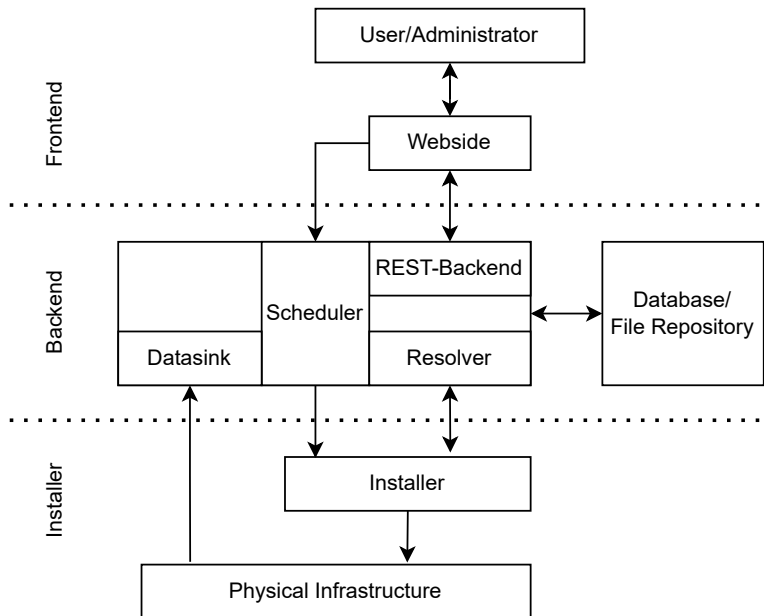 User/Administrator
Frontend
Webside
REST-Backend
Backend
Scheduler
Database/
File Repository
Datasink
Resolver
Installer
Installer
Physical Infrastructure